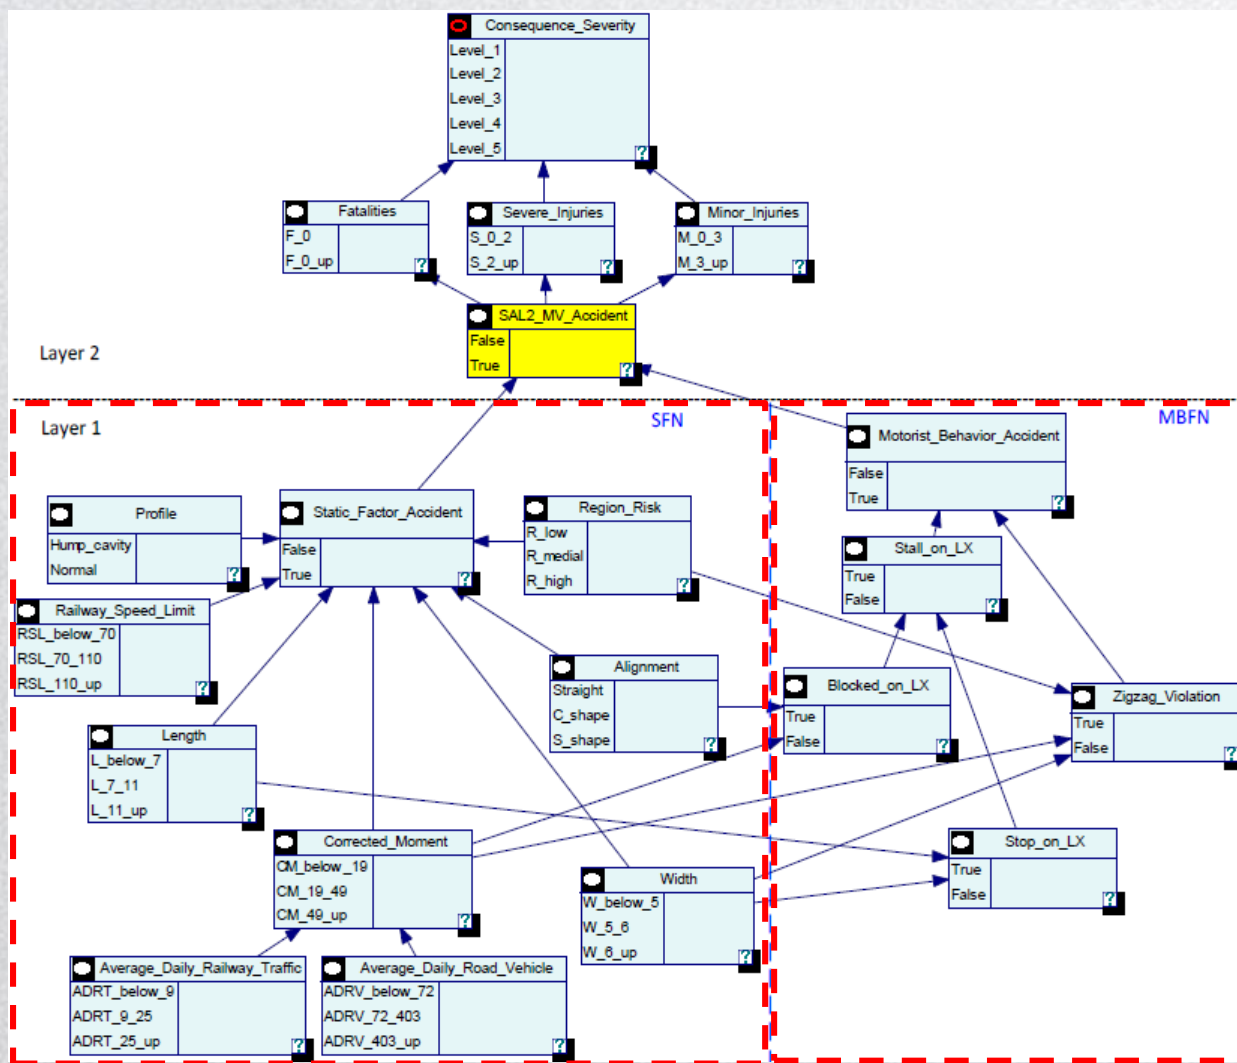 Consequence_Severity
Level_1
Level_2
Level_3
Level_4
Level_5
?
Fatalities
F_0
F_0_up
?
Severe_Injuries
S_0_2
S_2_up
?
Minor_Injuries
M_0_3
M_3_up
?
SAL2_MV_Accident
False
True
?
Layer 2
Layer 1
SFN
MBFN
Motorist_Behavior_Accident
False
True
?
Profile
Hump_cavity
Normal
?
Static_Factor_Accident
False
True
?
Region_Risk
R_low
R_medial
R_high
?
Stall_on_LX
True
False
?
Railway_Speed_Limit
RSL_below_70
RSL_70_110
RSL_110_up
?
Alignment
Straight
C_shape
S_shape
?
Blocked_on_LX
True
False
?
Zigzag_Violation
True
False
?
Length
L_below_7
L_7_11
L_11_up
?
Corrected_Moment
CM_below_19
CM_19_49
CM_49_up
?
Width
W_below_5
W_5_6
W_6_up
?
Stop_on_LX
True
False
?
Average_Daily_Railway_Traffic
ADRT_below_9
ADRT_9_25
ADRT_25_up
?
Average_Daily_Road_Vehicle
ADRV_below_72
ADRV_72_403
ADRV_403_up
?